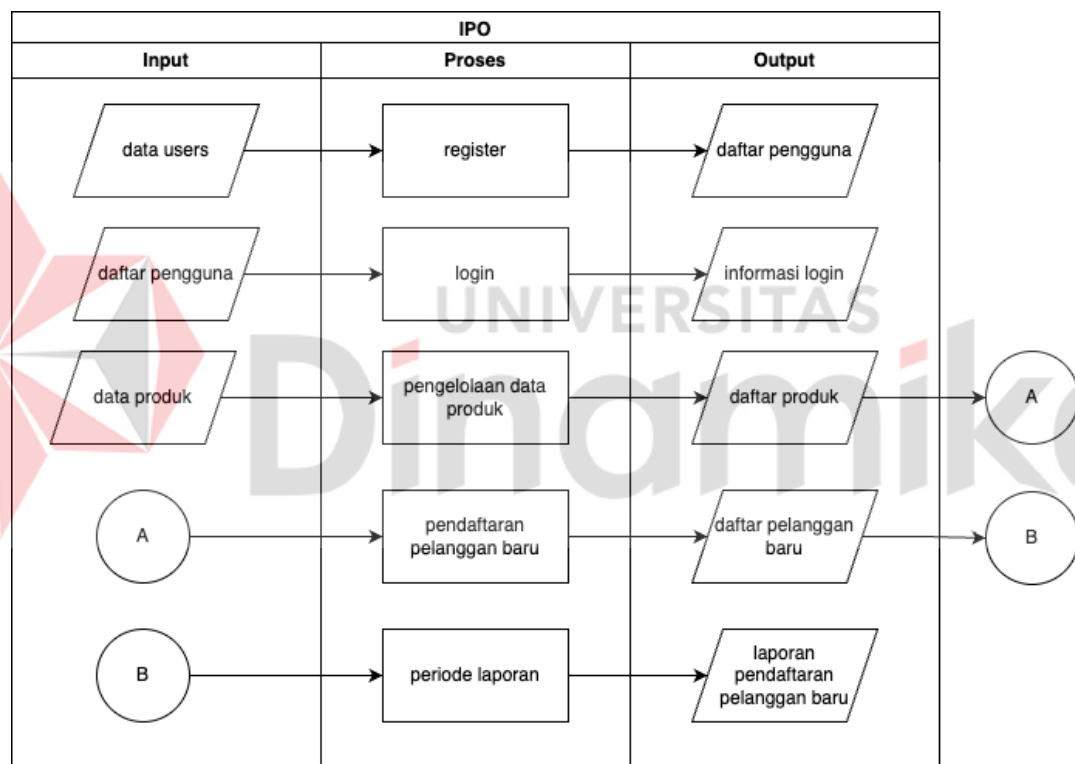 IPO
Input Proses Output
data users register daftar pengguna
daftar pengguna login informasi login
UNIVERSITAS
Dinamika
data produk
pengelolaan data
produk
daftar produk A
A
pendaftaran
pelanggan baru
daftar pelanggan
baru
B
B periode laporan
laporan
pendaftaran
pelanggan baru